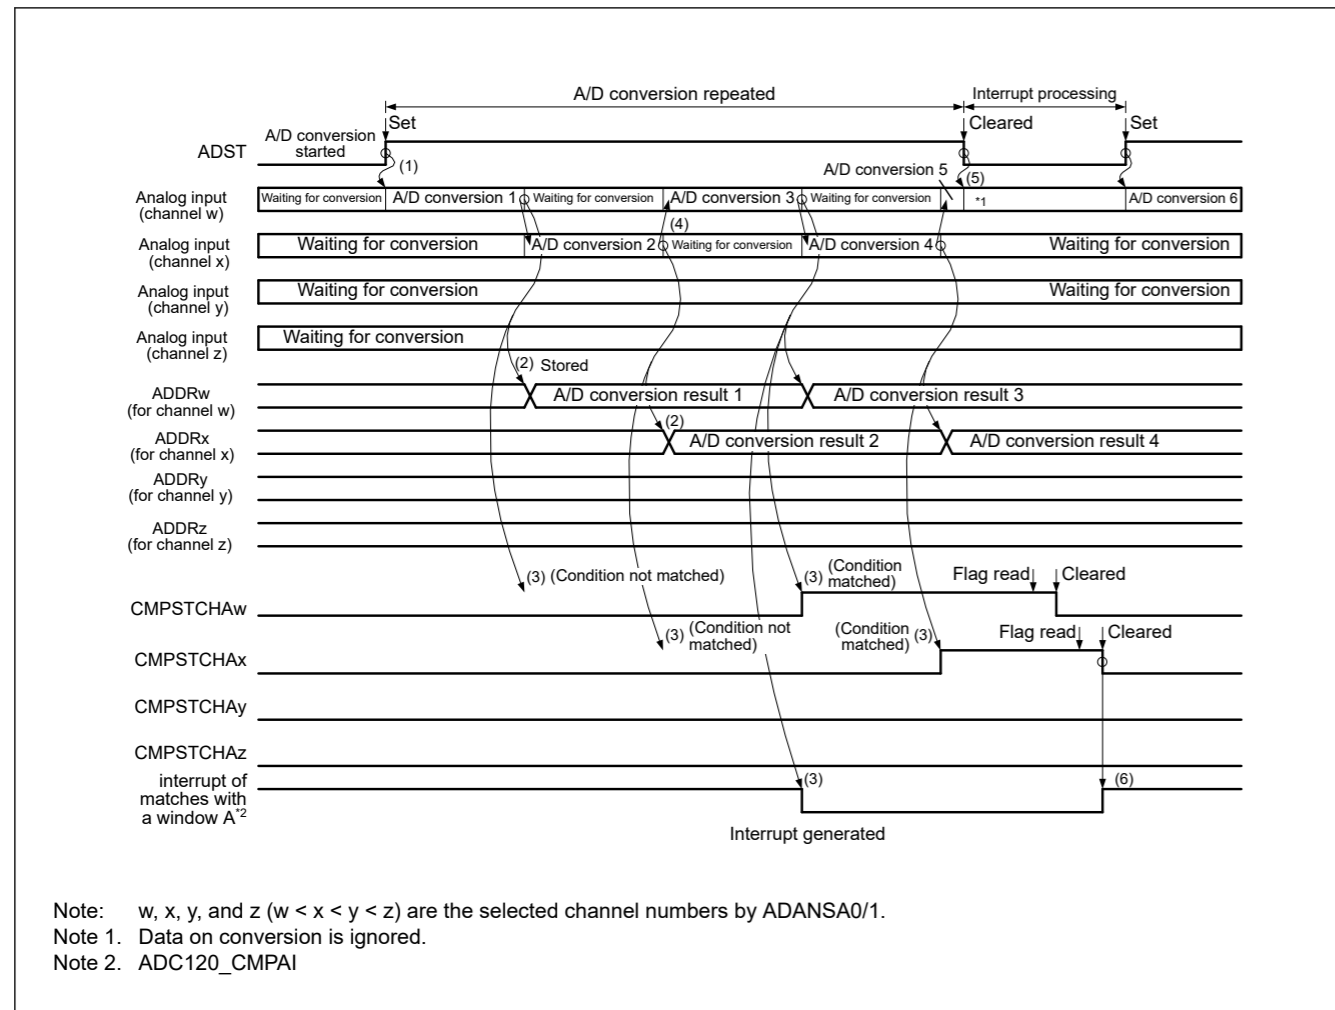 A/D conversion repeated
Interrupt processing
Set
Cleared
Set
A/D conversion
started
ADST
(1)
A/D conversion 5
(5)
Analog input
(channel w)
Waiting for conversion
A/D conversion 1
Waiting for conversion
A/D conversion 3
Waiting for conversion
*1
A/D conversion 6
(4)
Analog input
(channel x)
Waiting for conversion
A/D conversion 2
Waiting for conversion
A/D conversion 4
Waiting for conversion
Analog input
(channel y)
Waiting for conversion
Waiting for conversion
Analog input
(channel z)
Waiting for conversion
(2) Stored
ADDRw
(for channel w)
A/D conversion result 1
A/D conversion result 3
(2)
ADDRx
(for channel x)
A/D conversion result 2
A/D conversion result 4
ADDRy
(for channel y)
ADDRz
(for channel z)
(3) (Condition not matched)
(3) (Condition
matched)
Flag read
Cleared
CMPSTCHAw
(3) (Condition not
matched)
(Condition (3)
matched)
Flag read
Cleared
CMPSTCHAx
CMPSTCHAy
CMPSTCHAz
interrupt of
matches with
a window A*2
(3)
(6)
Interrupt generated
Note: w, x, y, and z (w < x < y < z) are the selected channel numbers by ADANSA0/1.
Note 1. Data on conversion is ignored.
Note 2. ADC120_CMPAI